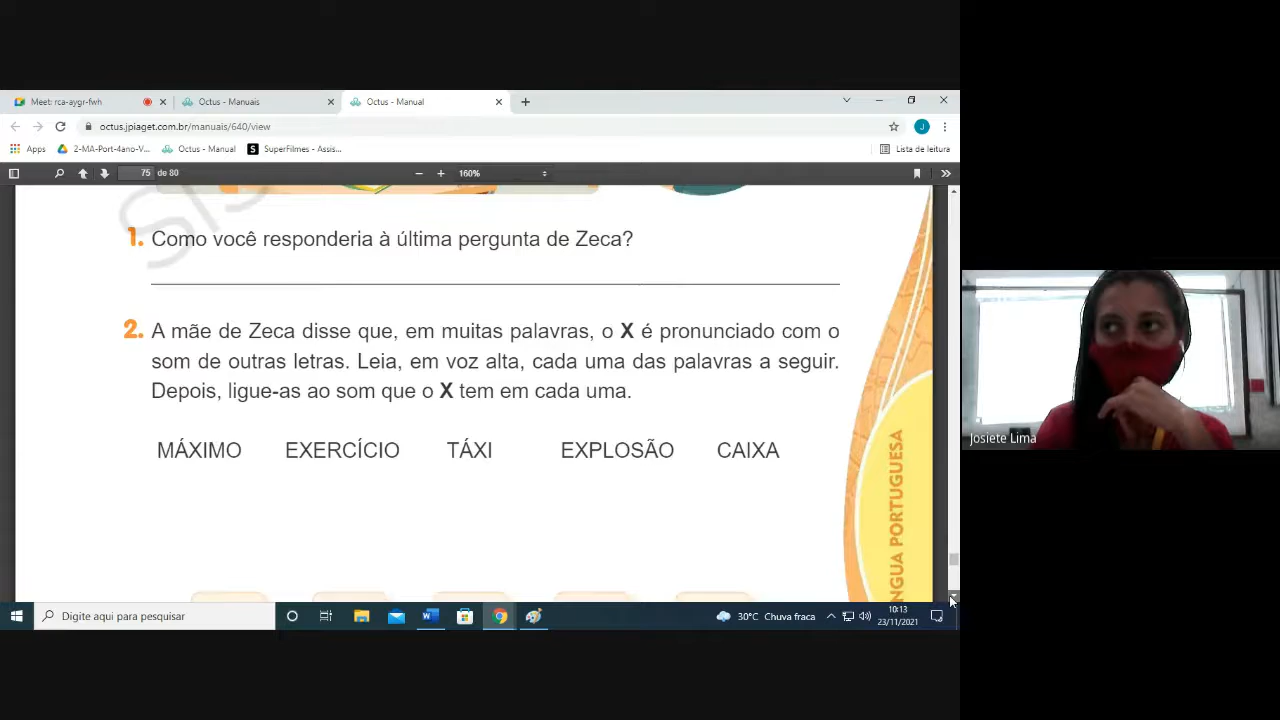 Meet: rca-aygr-fwh
Octus - Manuais
Octus - Manual
octus.jpiaget.com.br/manuais/640/view
J
Apps
2-MA-Port-4ano-V...
Octus - Manual
S
SuperFilmes - Assis...
Lista de leitura
75 de 80
160%
SIS
1. Como você responderia à última pergunta de Zeca?
2. A mãe de Zeca disse que, em muitas palavras, o X é pronunciado com o
som de outras letras. Leia, em voz alta, cada uma das palavras a seguir.
Depois, ligue-as ao som que o X tem em cada uma.
MÁXIMO EXERCÍCIO TÁXI EXPLOSÃO CAIXA
NGUA PORTUGUESA
Josiete Lima
Digite aqui para pesquisar
30°C Chuva fraca
10:13
23/11/2021